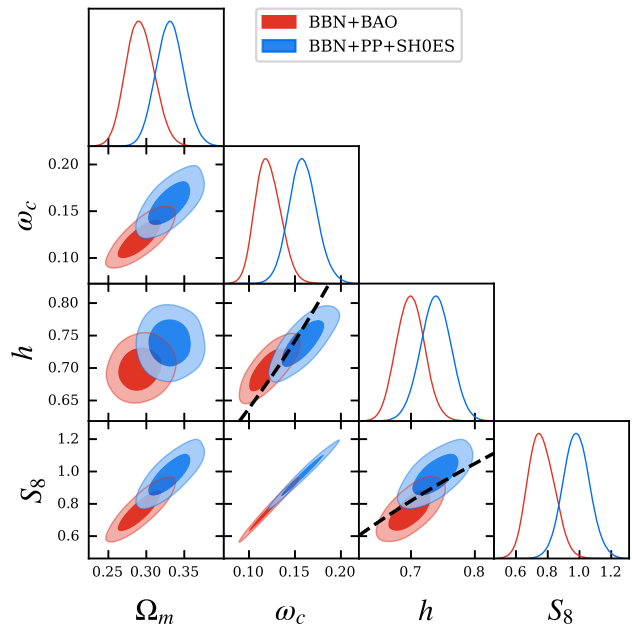 BBN+BAO
BBN+PP+SH0ES
0.20
0.15
0.10
ω_c
0.80
0.75
0.70
0.65
h
1.2
1.0
0.8
0.6
S_8
0.25 0.30 0.35
0.10 0.15 0.20
0.7 0.8
0.6 0.8 1.0 1.2
Ω_m ω_c h S_8